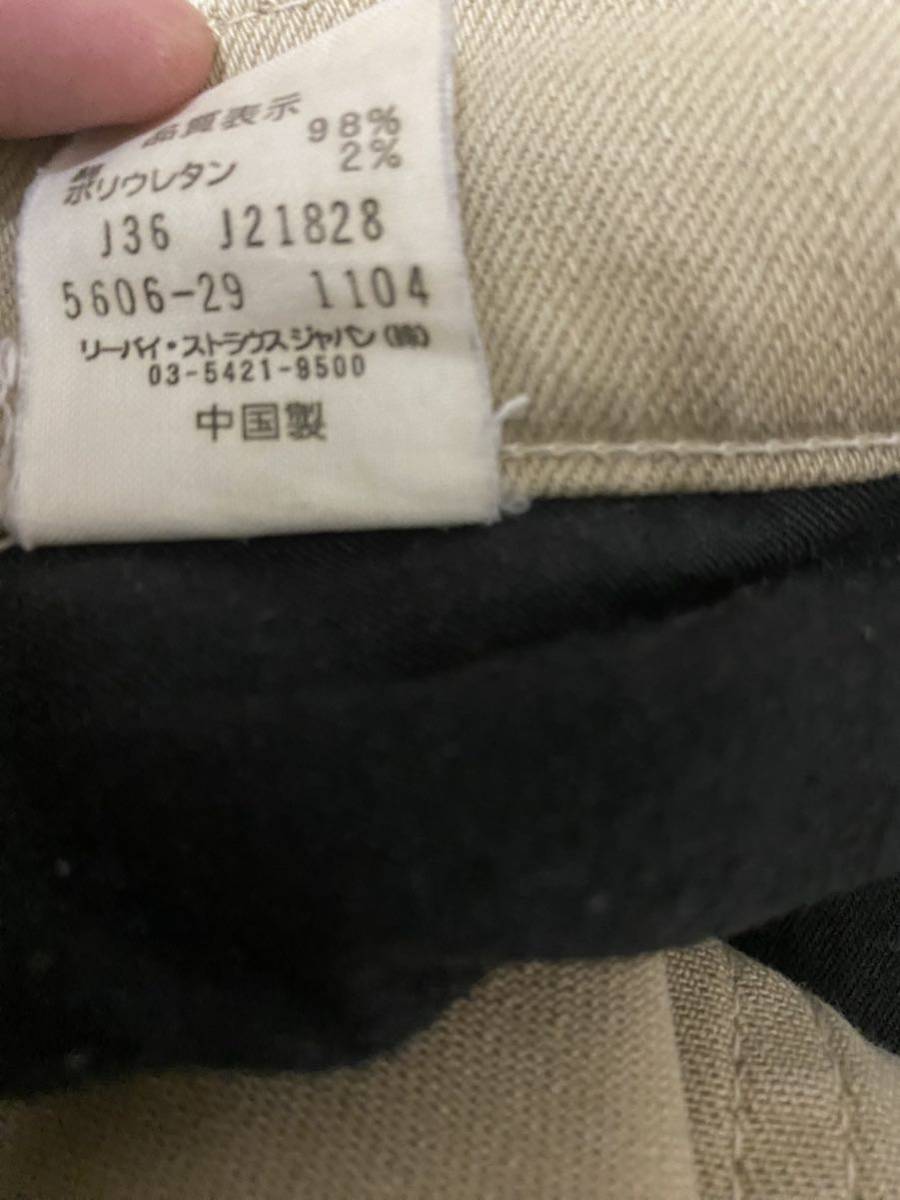 品質表示
綿 98%
ポリウレタン 2%
J36 J21828
5606-29 1104
リーバイ・ストラウスジャパン(株)
03-5421-9500
中国製